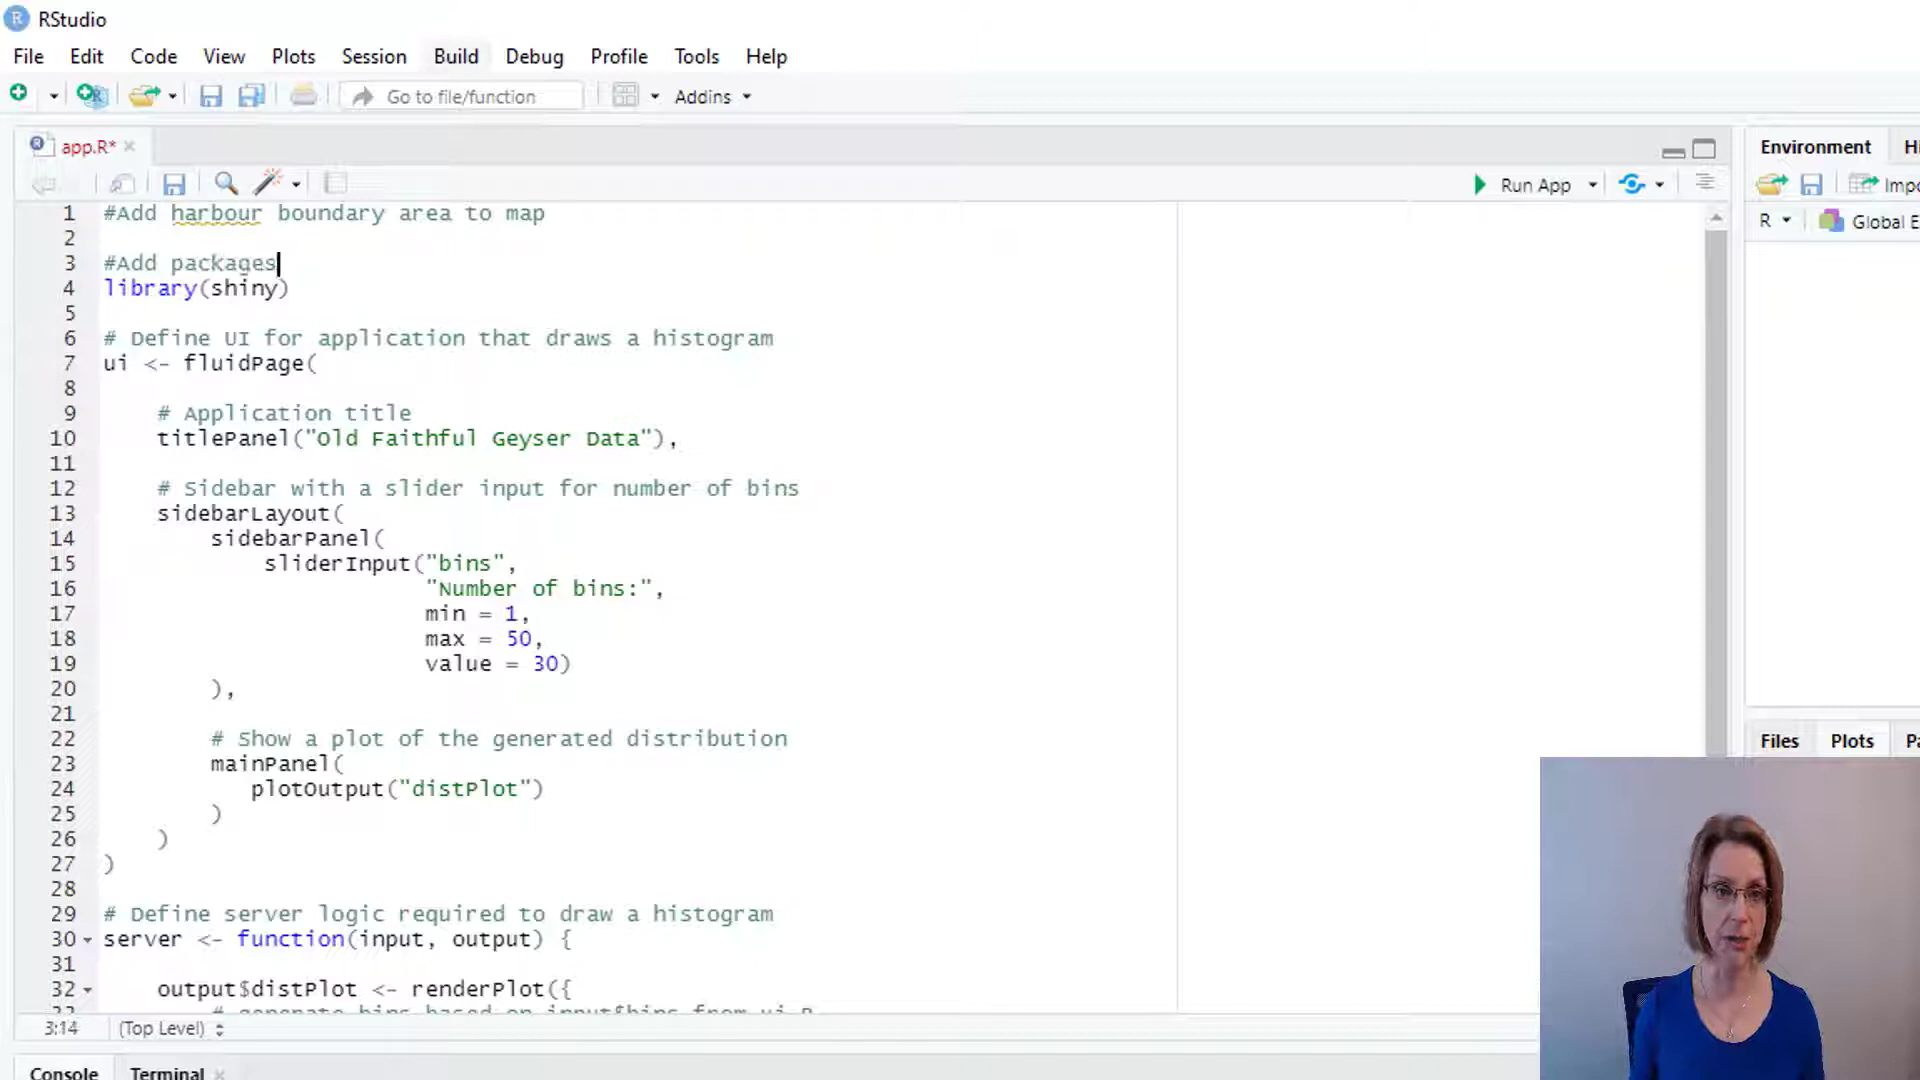 RStudio
File Edit Code View Plots Session Build Debug Profile Tools Help
Go to file/function Addins
app.R*
Environment
Run App
R Global
1 #Add harbour boundary area to map
2
3 #Add packages
4 library(shiny)
5
6 # Define UI for application that draws a histogram
7 ui <- fluidPage(
8
9 # Application title
10 titlePanel("Old Faithful Geyser Data"),
11
12 # Sidebar with a slider input for number of bins
13 sidebarLayout(
14 sidebarPanel(
15 sliderInput("bins",
16 "Number of bins:",
17 min = 1,
18 max = 50,
19 value = 30)
20 ),
21
22 # Show a plot of the generated distribution
23 mainPanel(
24 plotOutput("distPlot")
25 )
26 )
27 )
28
29 # Define server logic required to draw a histogram
30 server <- function(input, output) {
31
32 output$distPlot <- renderPlot({
# generate bins based on input$bins from ui.R
3:14 (Top Level)
Files Plots
Console Terminal